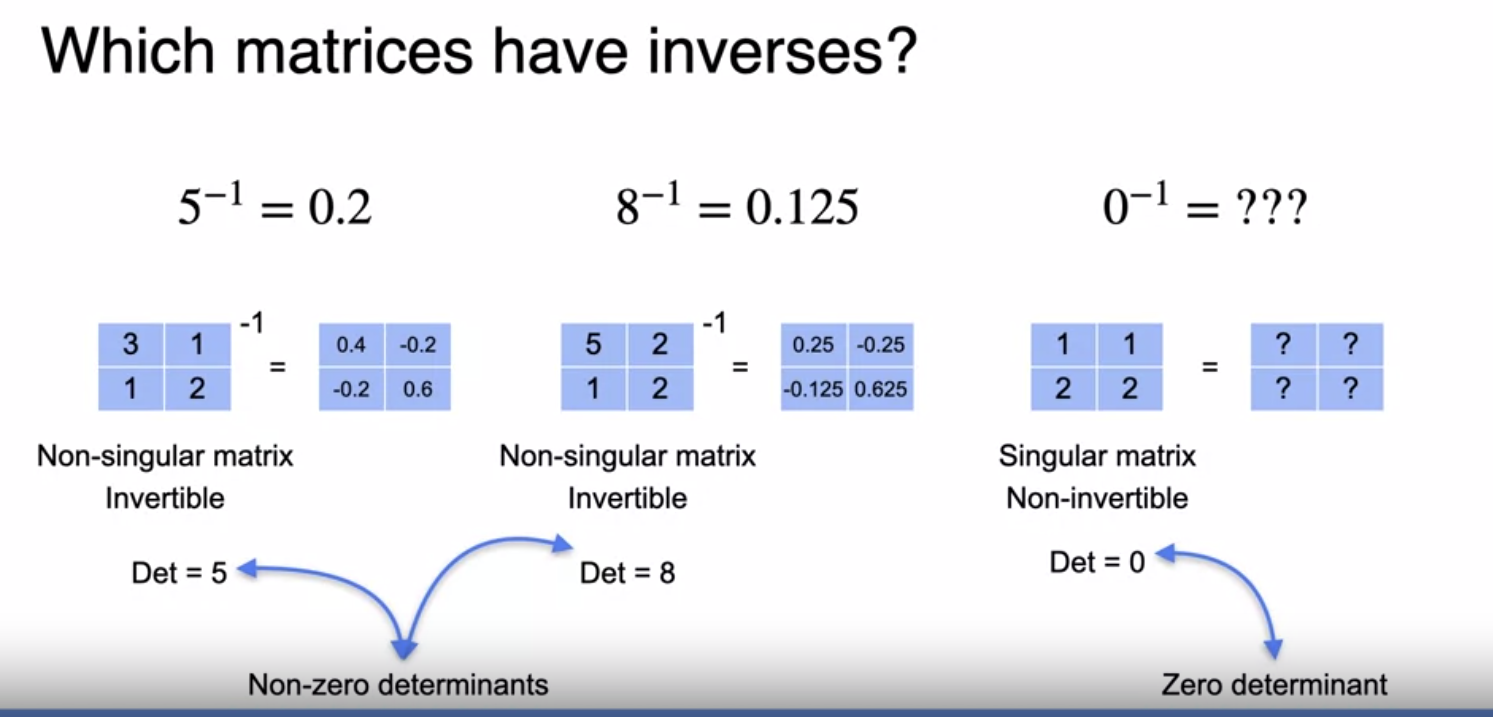 Which matrices have inverses?
5⁻¹ = 0.2
8⁻¹ = 0.125
0⁻¹ = ???
3 1 -1 = 0.4 -0.2
1 2 -0.2 0.6
5 2 -1 = 0.25 -0.25
1 2 -0.125 0.625
1 1 = ? ?
2 2 ? ?
Non-singular matrix
Invertible
Non-singular matrix
Invertible
Singular matrix
Non-invertible
Det = 5
Det = 8
Det = 0
Non-zero determinants
Zero determinant